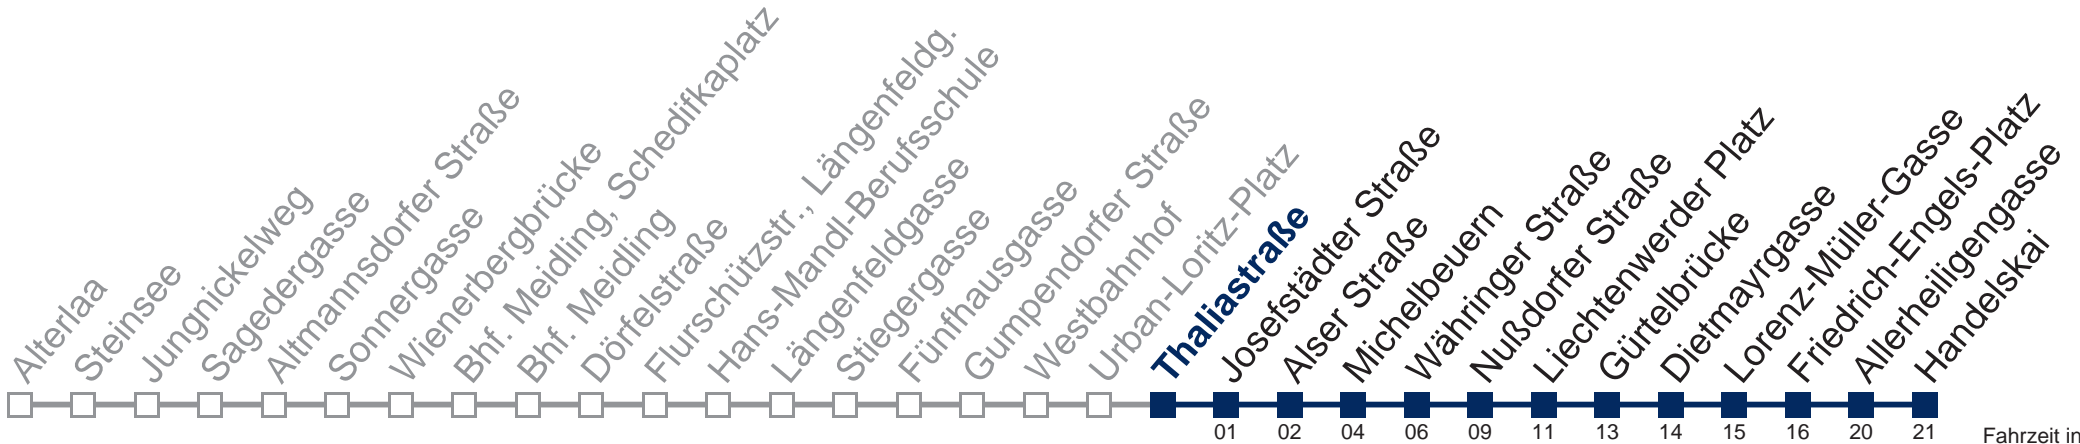 Alterlaa
Steinsee
Jungnickelweg
Sagedergasse
Altmannsdorfer Straße
Sonnergasse
Wienerbergbrücke
Bhf. Meidling, Schedifkaplatz
Bhf. Meidling
Dörfelstraße
Flurschützstr., Längenfeldg.
Hans-Mandl-Berufsschule
Längenfeldgasse
Stiegergasse
Fünfhausgasse
Gumpendorfer Straße
Westbahnhof
Urban-Loritz-Platz
Thaliastraße
Josefstädter Straße
Alser Straße
Michelbeuern
Währinger Straße
Nußdorfer Straße
Liechtenwerder Platz
Gürtelbrücke
Dietmayrgasse
Lorenz-Müller-Gasse
Friedrich-Engels-Platz
Allerheiligengasse
Handelskai
01 02 04 06 09 11 13 14 15 16 20 21 Fahrzeit in